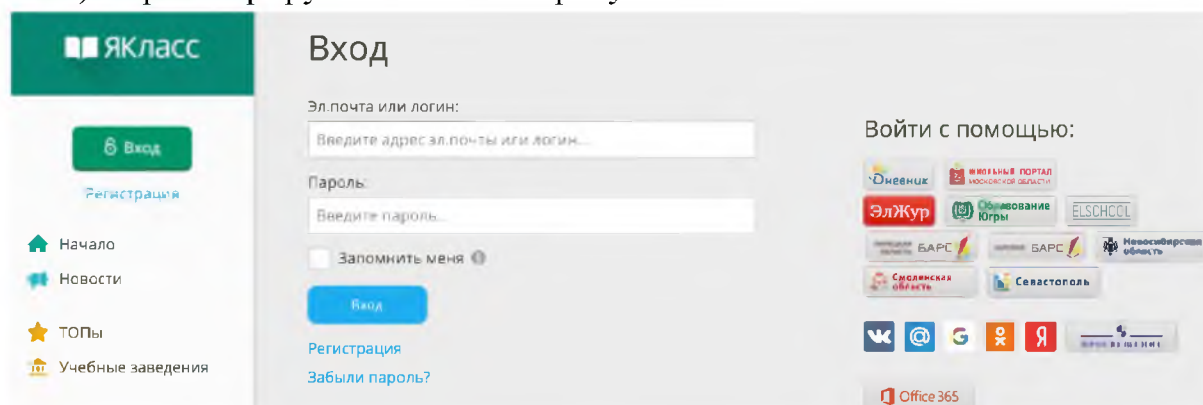 ЯКласс
Вход
Регистрация
Начало
Новости
ТОПы
Учебные заведения
Вход
Эл.почта или логин:
Введите адрес эл.почты или логин...
Пароль:
Введите пароль...
Запомнить меня
Вход
Регистрация
Забыли пароль?
Войти с помощью:
Дневник ШКОЛЬНЫЙ ПОРТАЛ
МОСКОВСКОЙ ОБЛАСТИ
ЭлЖур Образование
Югры ELSCHOOL
БАРС БАРС Новосибирская
область
Смоленская
область Севастополь
Office 365